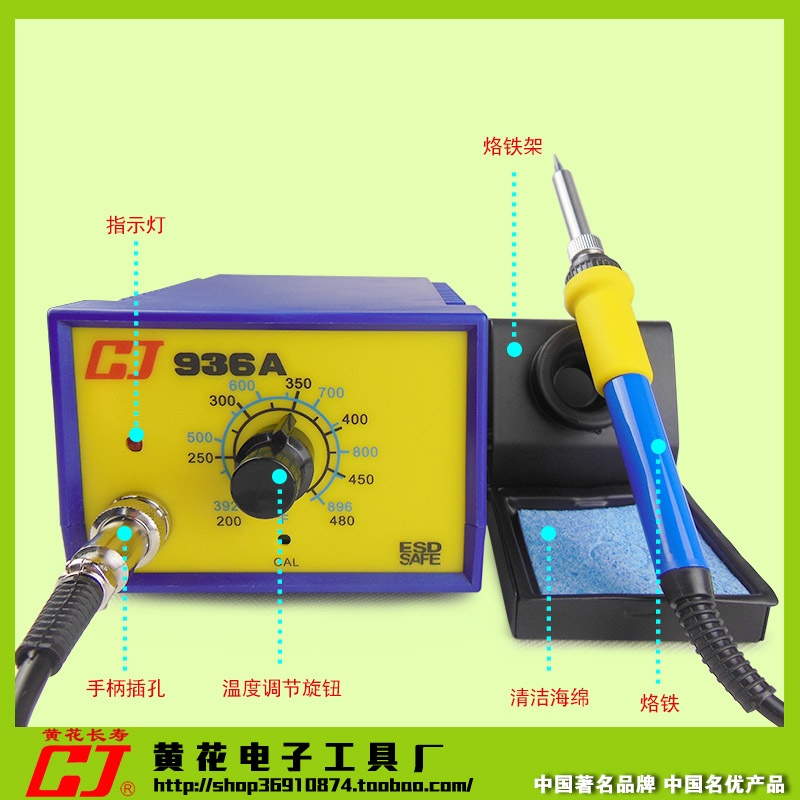 烙铁架
指示灯
CJ 936A
600 350 700
300 400
500 800
250 450
392 896
200 F 480
CAL
ESD
SAFE
手柄插孔
温度调节旋钮
清洁海绵
烙铁
黄花长寿
CJ®
黄花电子工具厂
http://shop36910874.taobao.com/
中国著名品牌 中国名优产品